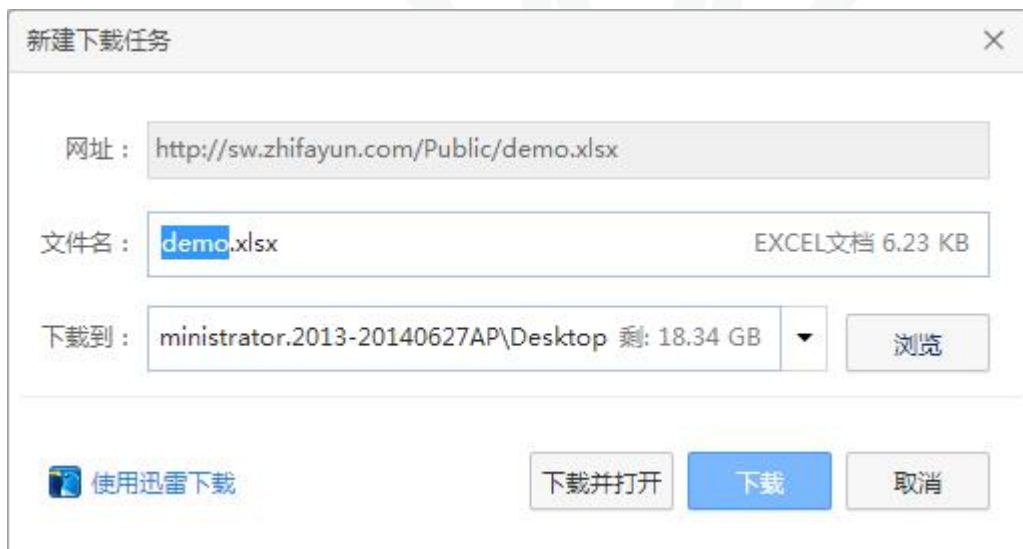 新建下载任务
网址： http://sw.zhifayun.com/Public/demo.xlsx
文件名： demo.xlsx EXCEL文档 6.23 KB
下载到： ministrator.2013-20140627AP\Desktop 剩: 18.34 GB 浏览
使用迅雷下载 下载并打开 下载 取消